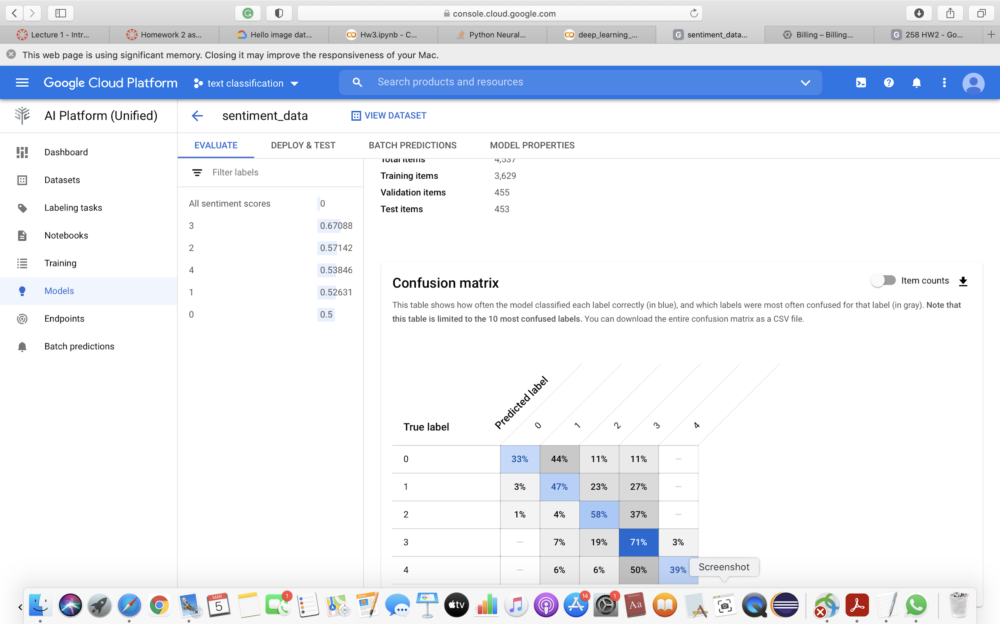 console.cloud.google.com
Lecture 1 - Intr...
Homework 2 as...
Hello image dat...
Hw3.ipynb - C...
Python Neural...
deep_learning_...
G sentiment_data...
Billing – Billing...
G 258 HW2 - Go...
This web page is using significant memory. Closing it may improve the responsiveness of your Mac.
Google Cloud Platform
text classification
Search products and resources
AI Platform (Unified)
sentiment_data
VIEW DATASET
EVALUATE
DEPLOY & TEST
BATCH PREDICTIONS
MODEL PROPERTIES
Dashboard
Datasets
Labeling tasks
Notebooks
Training
Models
Endpoints
Batch predictions
Filter labels
All sentiment scores 0
3 0.67088
2 0.57142
4 0.53846
1 0.52631
0 0.5
Total items 4,537
Training items 3,629
Validation items 455
Test items 453
Confusion matrix
Item counts
This table shows how often the model classified each label correctly (in blue), and which labels were most often confused for that label (in gray). Note that
this table is limited to the 10 most confused labels. You can download the entire confusion matrix as a CSV file.
Predicted label
True label 0 1 2 3 4
0 33% 44% 11% 11% –
1 3% 47% 23% 27% –
2 1% 4% 58% 37% –
3 – 7% 19% 71% 3%
4 – 6% 6% 50% 39%
Screenshot
MAR
5
1
PAGES
3D
tv
14
1
Dictionary
Aa